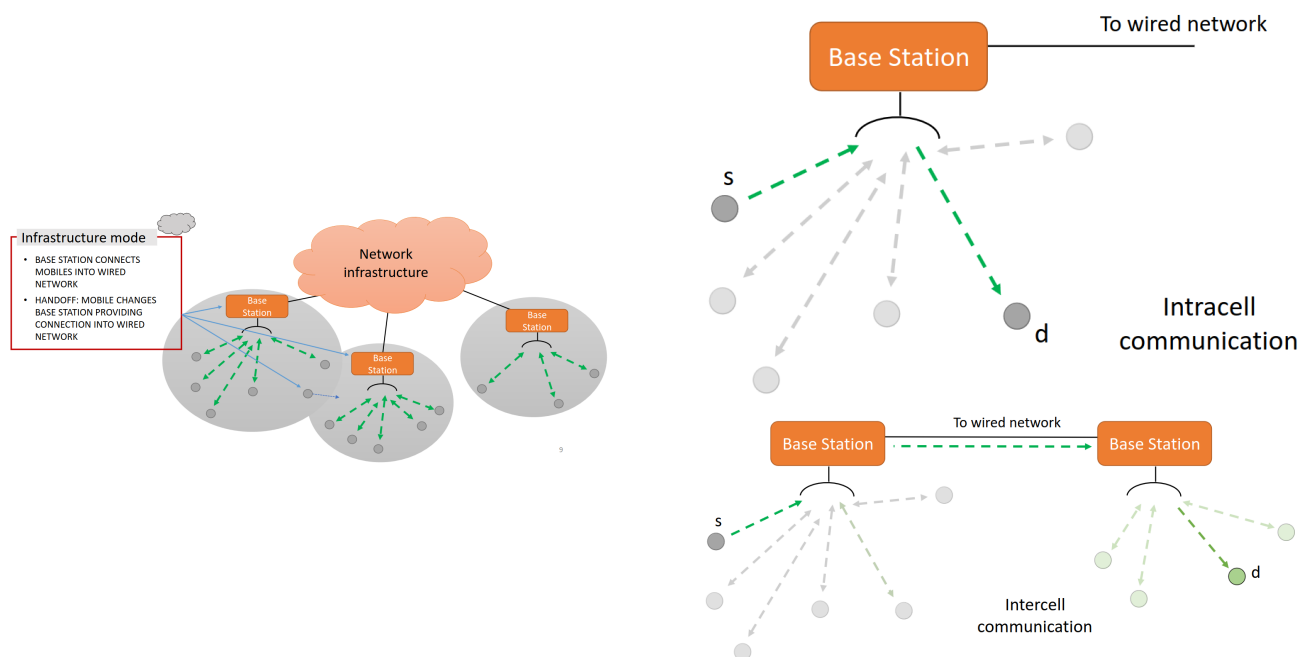 Infrastructure mode
• BASE STATION CONNECTS
MOBILES INTO WIRED
NETWORK
• HANDOFF: MOBILE CHANGES
BASE STATION PROVIDING
CONNECTION INTO WIRED
NETWORK
Network
infrastructure
Base
Station
Base
Station
Base
Station
9
To wired network
Base Station
s
d
Intracell
communication
To wired network
Base Station
Base Station
s
d
Intercell
communication